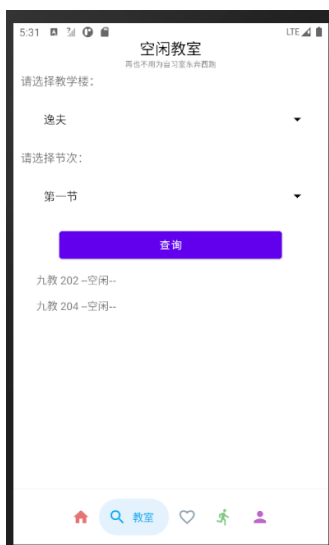 5:31
LTE
空闲教室
再也不用为自习室东奔西跑
请选择教学楼：
逸夫
请选择节次：
第一节
查询
九教 202 --空闲--
九教 204 --空闲--
教室